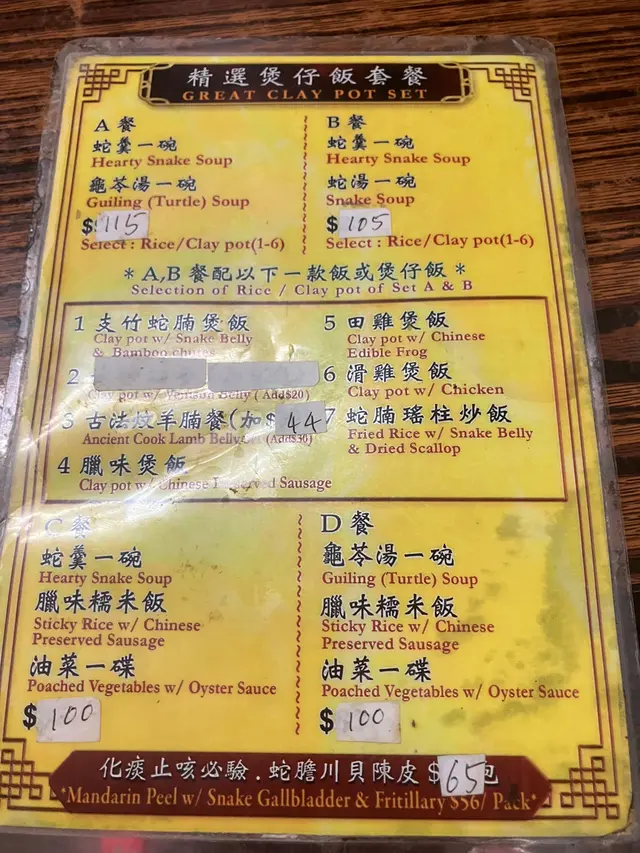 精選煲仔飯套餐
GREAT CLAY POT SET
A 餐
蛇羹一碗
Hearty Snake Soup
龜苓湯一碗
Guiling (Turtle) Soup
$115
Select : Rice/Clay pot(1-6)
B 餐
蛇羹一碗
Hearty Snake Soup
蛇湯一碗
Snake Soup
$105
Select : Rice/Clay pot(1-6)
* A,B 餐配以下一款飯或煲仔飯 *
Selection of Rice / Clay pot of Set A & B
1 支竹蛇腩煲飯
Clay pot w/ Snake Belly
& Bamboo chutes
2
Clay pot w/ Venison Belly ( Add$20)
3 古法炆羊腩餐(加$44
Ancient Cook Lamb Belly (Add$30)
4 臘味煲飯
Clay pot w/ Chinese Preserved Sausage
5 田雞煲飯
Clay pot w/ Chinese
Edible Frog
6 滑雞煲飯
Clay pot w/ Chicken
7 蛇腩瑤柱炒飯
Fried Rice w/ Snake Belly
& Dried Scallop
C 餐
蛇羹一碗
Hearty Snake Soup
臘味糯米飯
Sticky Rice w/ Chinese
Preserved Sausage
油菜一碟
Poached Vegetables w/ Oyster Sauce
$100
D 餐
龜苓湯一碗
Guiling (Turtle) Soup
臘味糯米飯
Sticky Rice w/ Chinese
Preserved Sausage
油菜一碟
Poached Vegetables w/ Oyster Sauce
$100
化痰止咳必驗.蛇膽川貝陳皮$65包
*Mandarin Peel w/ Snake Gallbladder & Fritillary $56/ Pack*